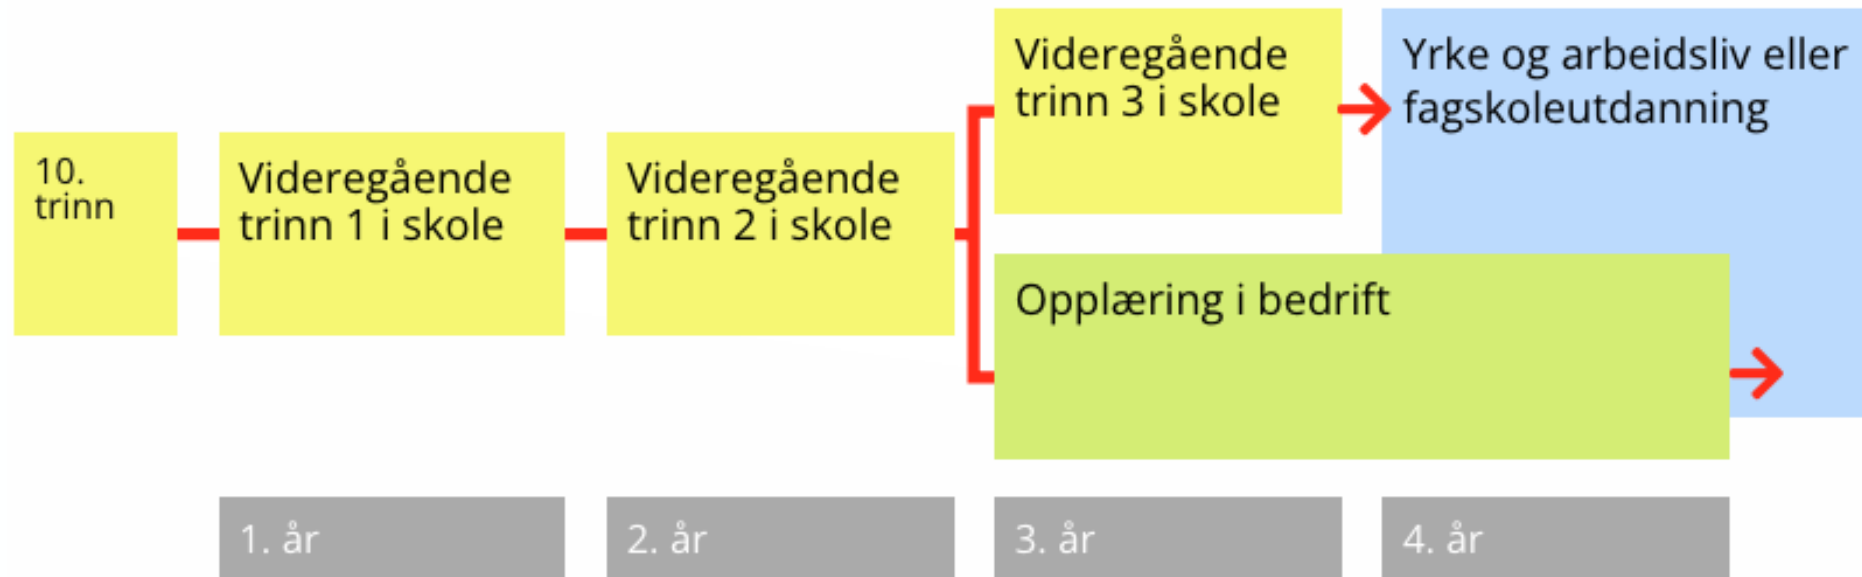 10.
trinn
Videregående
trinn 1 i skole
Videregående
trinn 2 i skole
Videregående
trinn 3 i skole
Yrke og arbeidsliv eller
fagskoleutdanning
Opplæring i bedrift
1. år
2. år
3. år
4. år